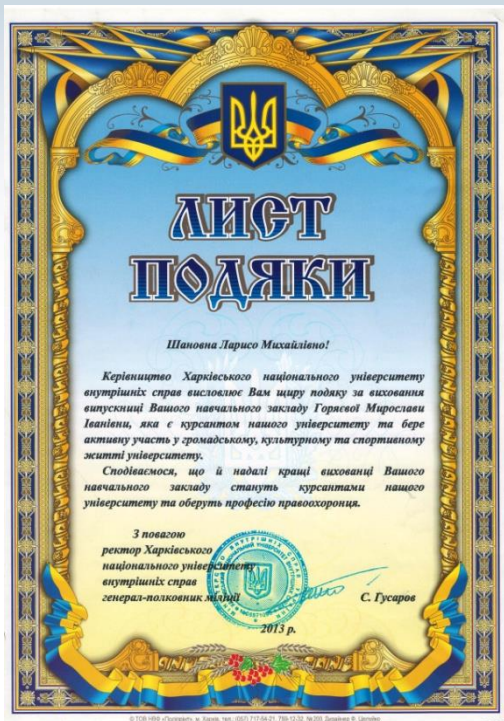 ЛИСТ
ПОДЯКИ
Шановна Ларисо Михайлівно!
Керівництво Харківського національного університету
внутрішніх справ висловлює Вам щиру подяку за виховання
випускниці Вашого навчального закладу Горяєвої Мирослави
Іванівни, яка є курсантом нашого університету та бере
активну участь у громадському, культурному та спортивному
житті університету.
Сподіваємося, що й надалі кращі вихованці Вашого
навчального закладу стануть курсантами нащого
університету та оберуть професію правоохоронця.
З повагою
ректор Харківського
національного університету
внутрішніх справ
генерал-полковник міліції С. Гусаров
2013 р.